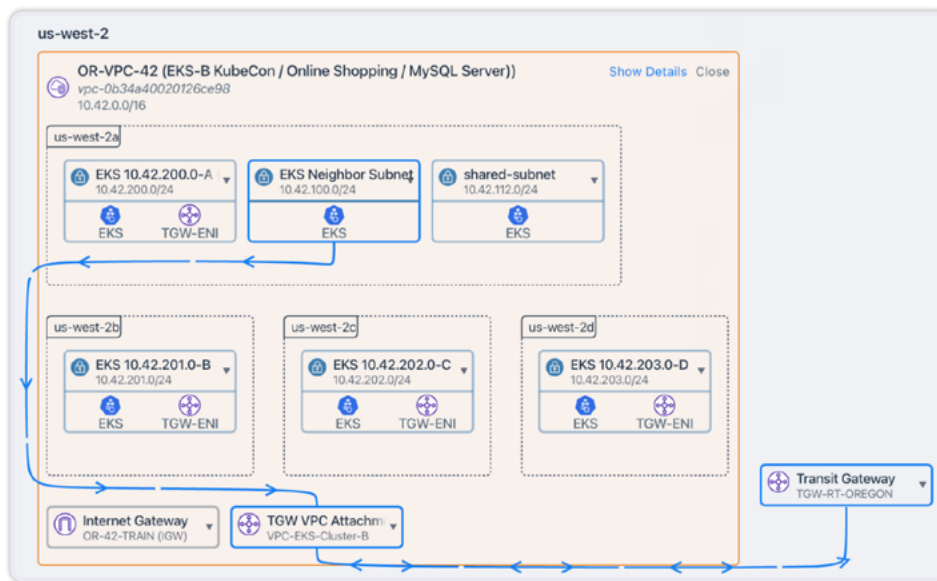 us-west-2
OR-VPC-42 (EKS-B KubeCon / Online Shopping / MySQL Server))
Show Details Close
vpc-0b34a40020126ce98
10.42.0.0/16
us-west-2a
EKS 10.42.200.0-A
10.42.200.0/24
EKS
TGW-ENI
EKS Neighbor Subnet
10.42.100.0/24
EKS
shared-subnet
10.42.112.0/24
EKS
us-west-2b
EKS 10.42.201.0-B
10.42.201.0/24
EKS
TGW-ENI
us-west-2c
EKS 10.42.202.0-C
10.42.202.0/24
EKS
TGW-ENI
us-west-2d
EKS 10.42.203.0-D
10.42.203.0/24
EKS
TGW-ENI
Internet Gateway
OR-42-TRAIN (IGW)
TGW VPC Attachm
VPC-EKS-Cluster-B
Transit Gateway
TGW-RT-OREGON